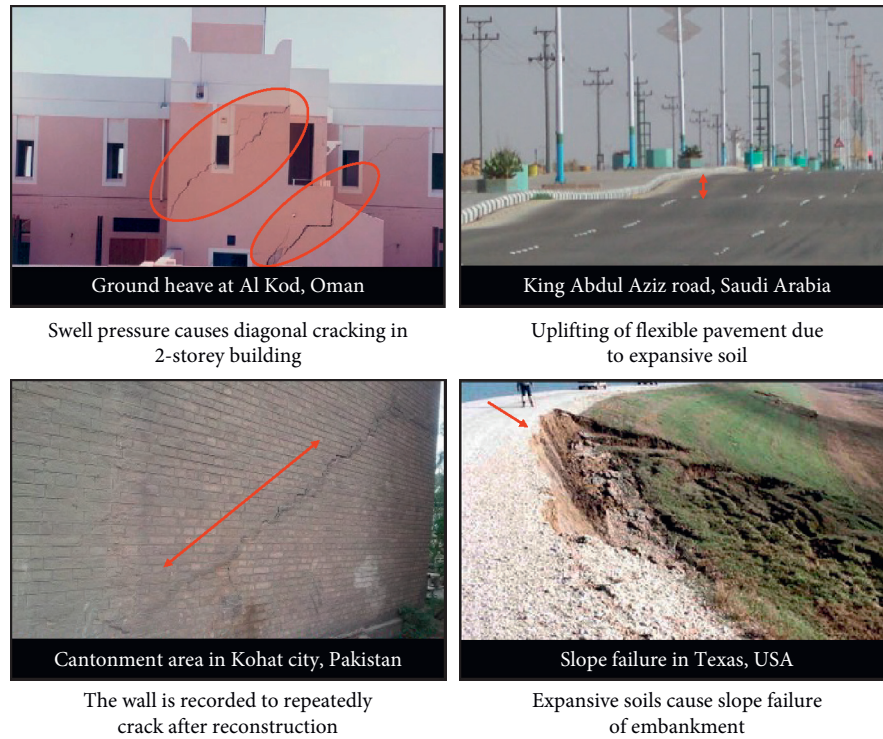 Ground heave at Al Kod, Oman
Swell pressure causes diagonal cracking in
2-storey building
King Abdul Aziz road, Saudi Arabia
Uplifting of flexible pavement due
to expansive soil
Cantonment area in Kohat city, Pakistan
The wall is recorded to repeatedly
crack after reconstruction
Slope failure in Texas, USA
Expansive soils cause slope failure
of embankment